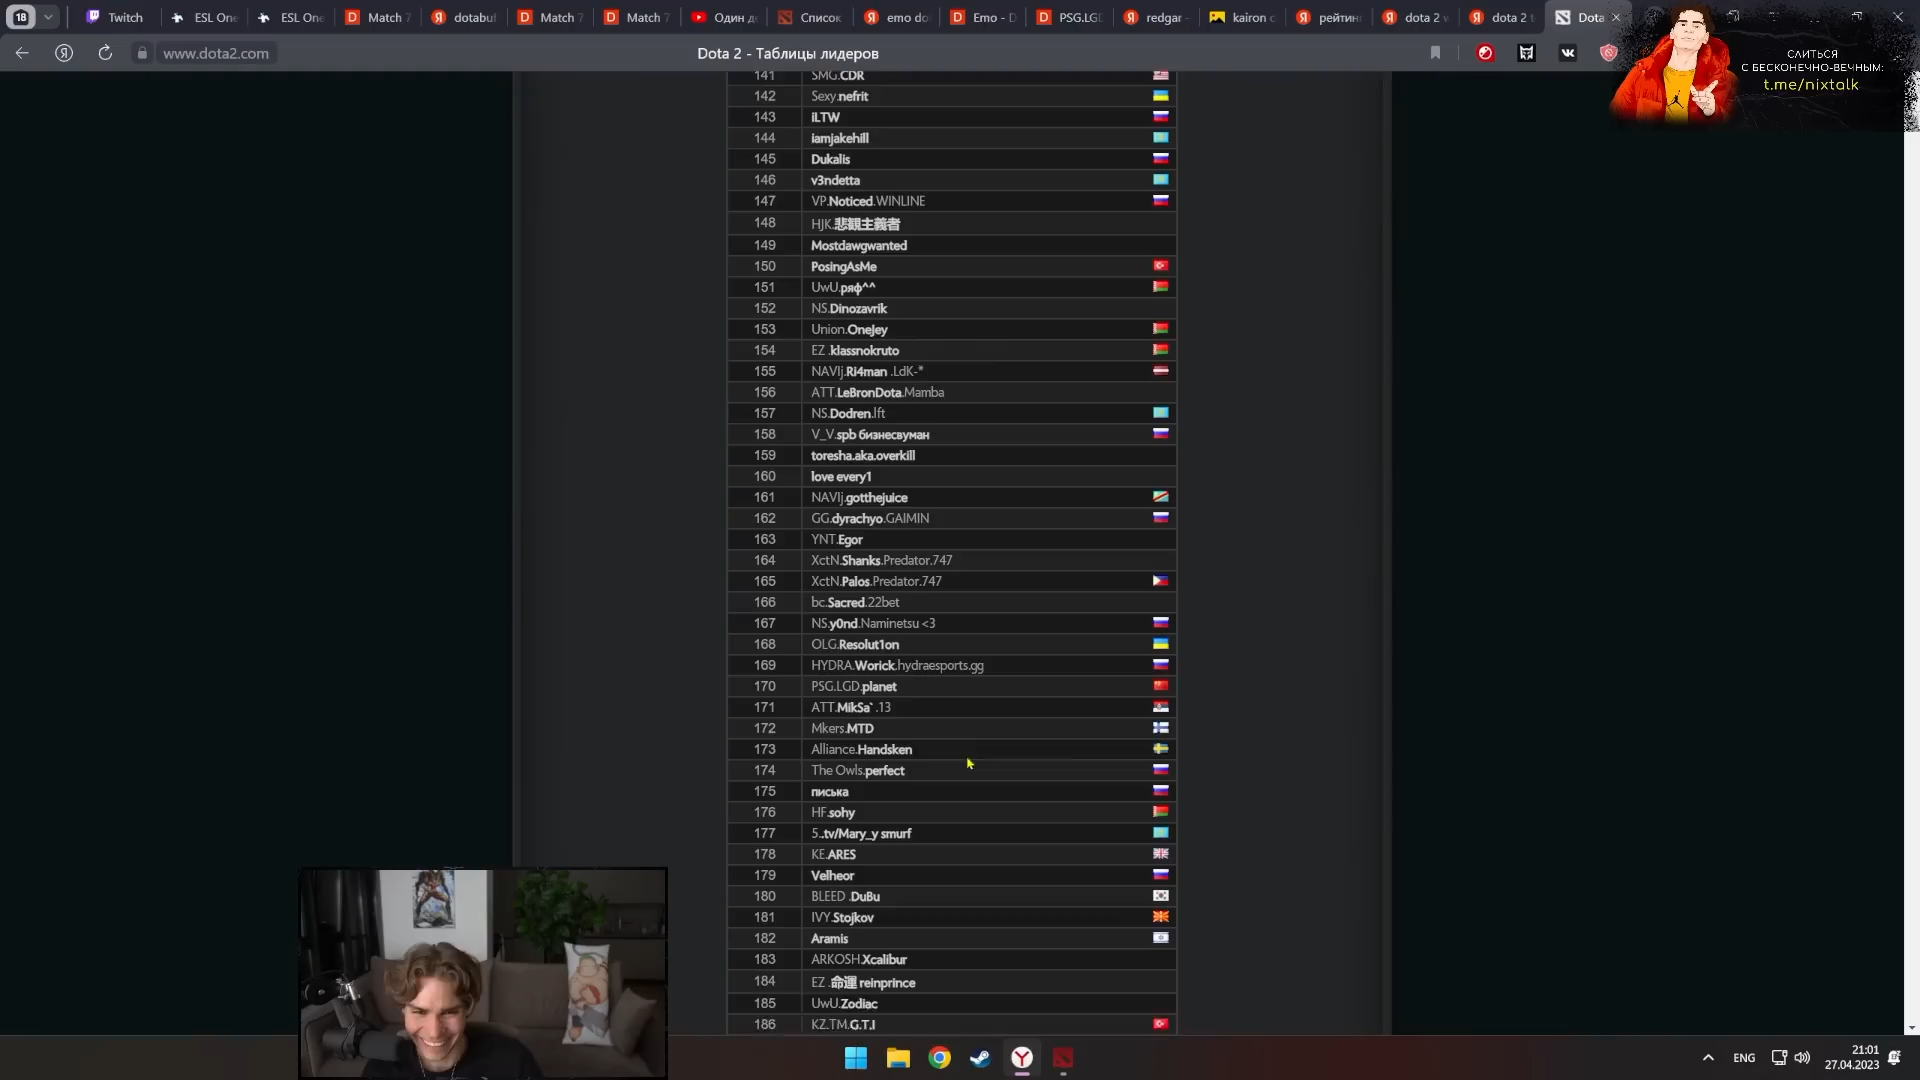 18
Twitch
ESL One
ESL One
Match 7
dotabuf
Match 7
Match 7
Один де
Список
emo do
Emo - D
PSG.LGD
redgar -
kairon c
рейтинг
dota 2 w
dota 2 t
Dota
www.dota2.com
Dota 2 - Таблицы лидеров
СЛИТЬСЯ
С БЕСКОНЕЧНО-ВЕЧНЫМ:
t.me/nixtalk
141 SMG.CDR
142 Sexy.nefrit
143 iLTW
144 iamjakehill
145 Dukalis
146 v3ndetta
147 VP.Noticed.WINLINE
148 HJK.悲観主義者
149 Mostdawgwanted
150 PosingAsMe
151 UwU.ряф^^
152 NS.Dinozavrik
153 Union.OneJey
154 EZ .klassnokruto
155 NAVIj.Ri4man .LdK-*
156 ATT.LeBronDota.Mamba
157 NS.Dodren.lft
158 V_V.spb бизнесвуман
159 toresha.aka.overkill
160 love every1
161 NAVIj.gotthejuice
162 GG.dyrachyo.GAIMIN
163 YNT.Egor
164 XctN.Shanks.Predator.747
165 XctN.Palos.Predator.747
166 bc.Sacred.22bet
167 NS.y0nd.Naminetsu <3
168 OLG.Resolut1on
169 HYDRA.Worick.hydraesports.gg
170 PSG.LGD.planet
171 ATT.MikSa` .13
172 Mkers.MTD
173 Alliance.Handsken
174 The Owls.perfect
175 писька
176 HF.sohy
177 5..tv/Mary_y smurf
178 KE.ARES
179 Velheor
180 BLEED .DuBu
181 IVY.Stojkov
182 Aramis
183 ARKOSH.Xcalibur
184 EZ .命運 reinprince
185 UwU.Zodiac
186 KZ.TM.G.T.I
ENG
21:01
27.04.2023